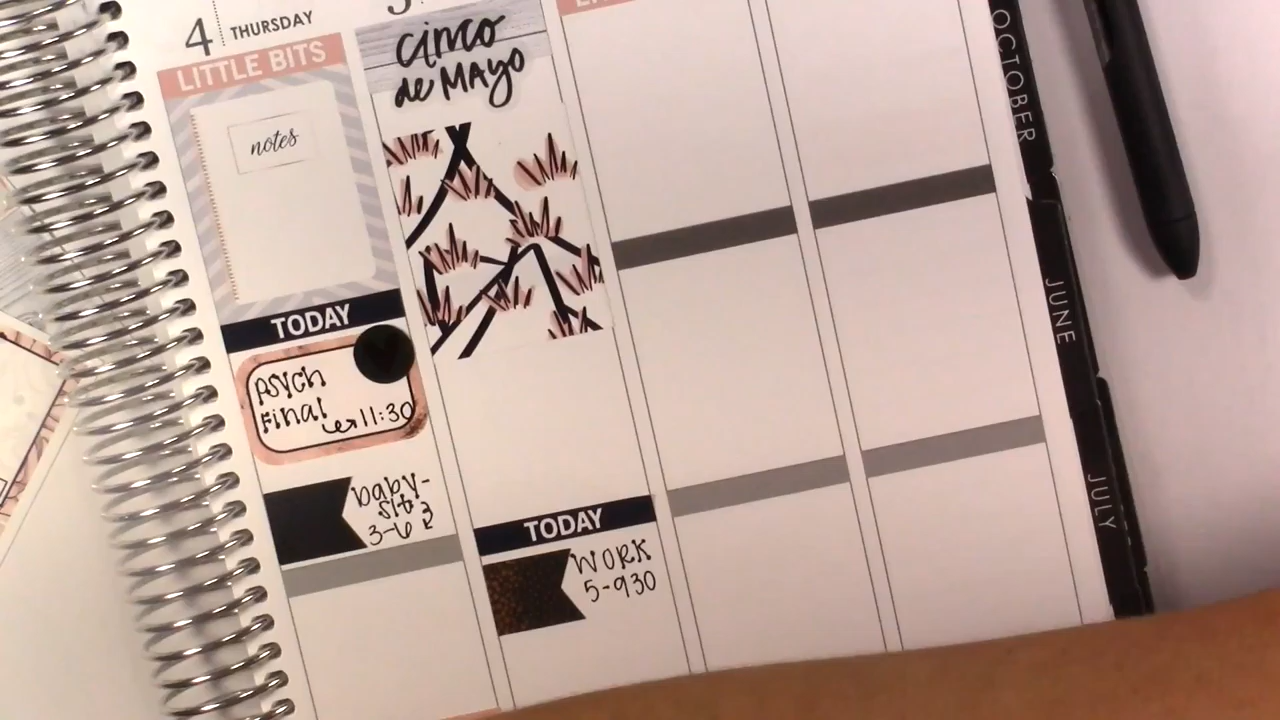 4 THURSDAY
LITTLE BITS
notes
TODAY
PSYCH
Final
11:30
baby-
sit
3-6
Cinco
de MAYO
TODAY
WORK
5-930
OCTOBER
JUNE
JULY